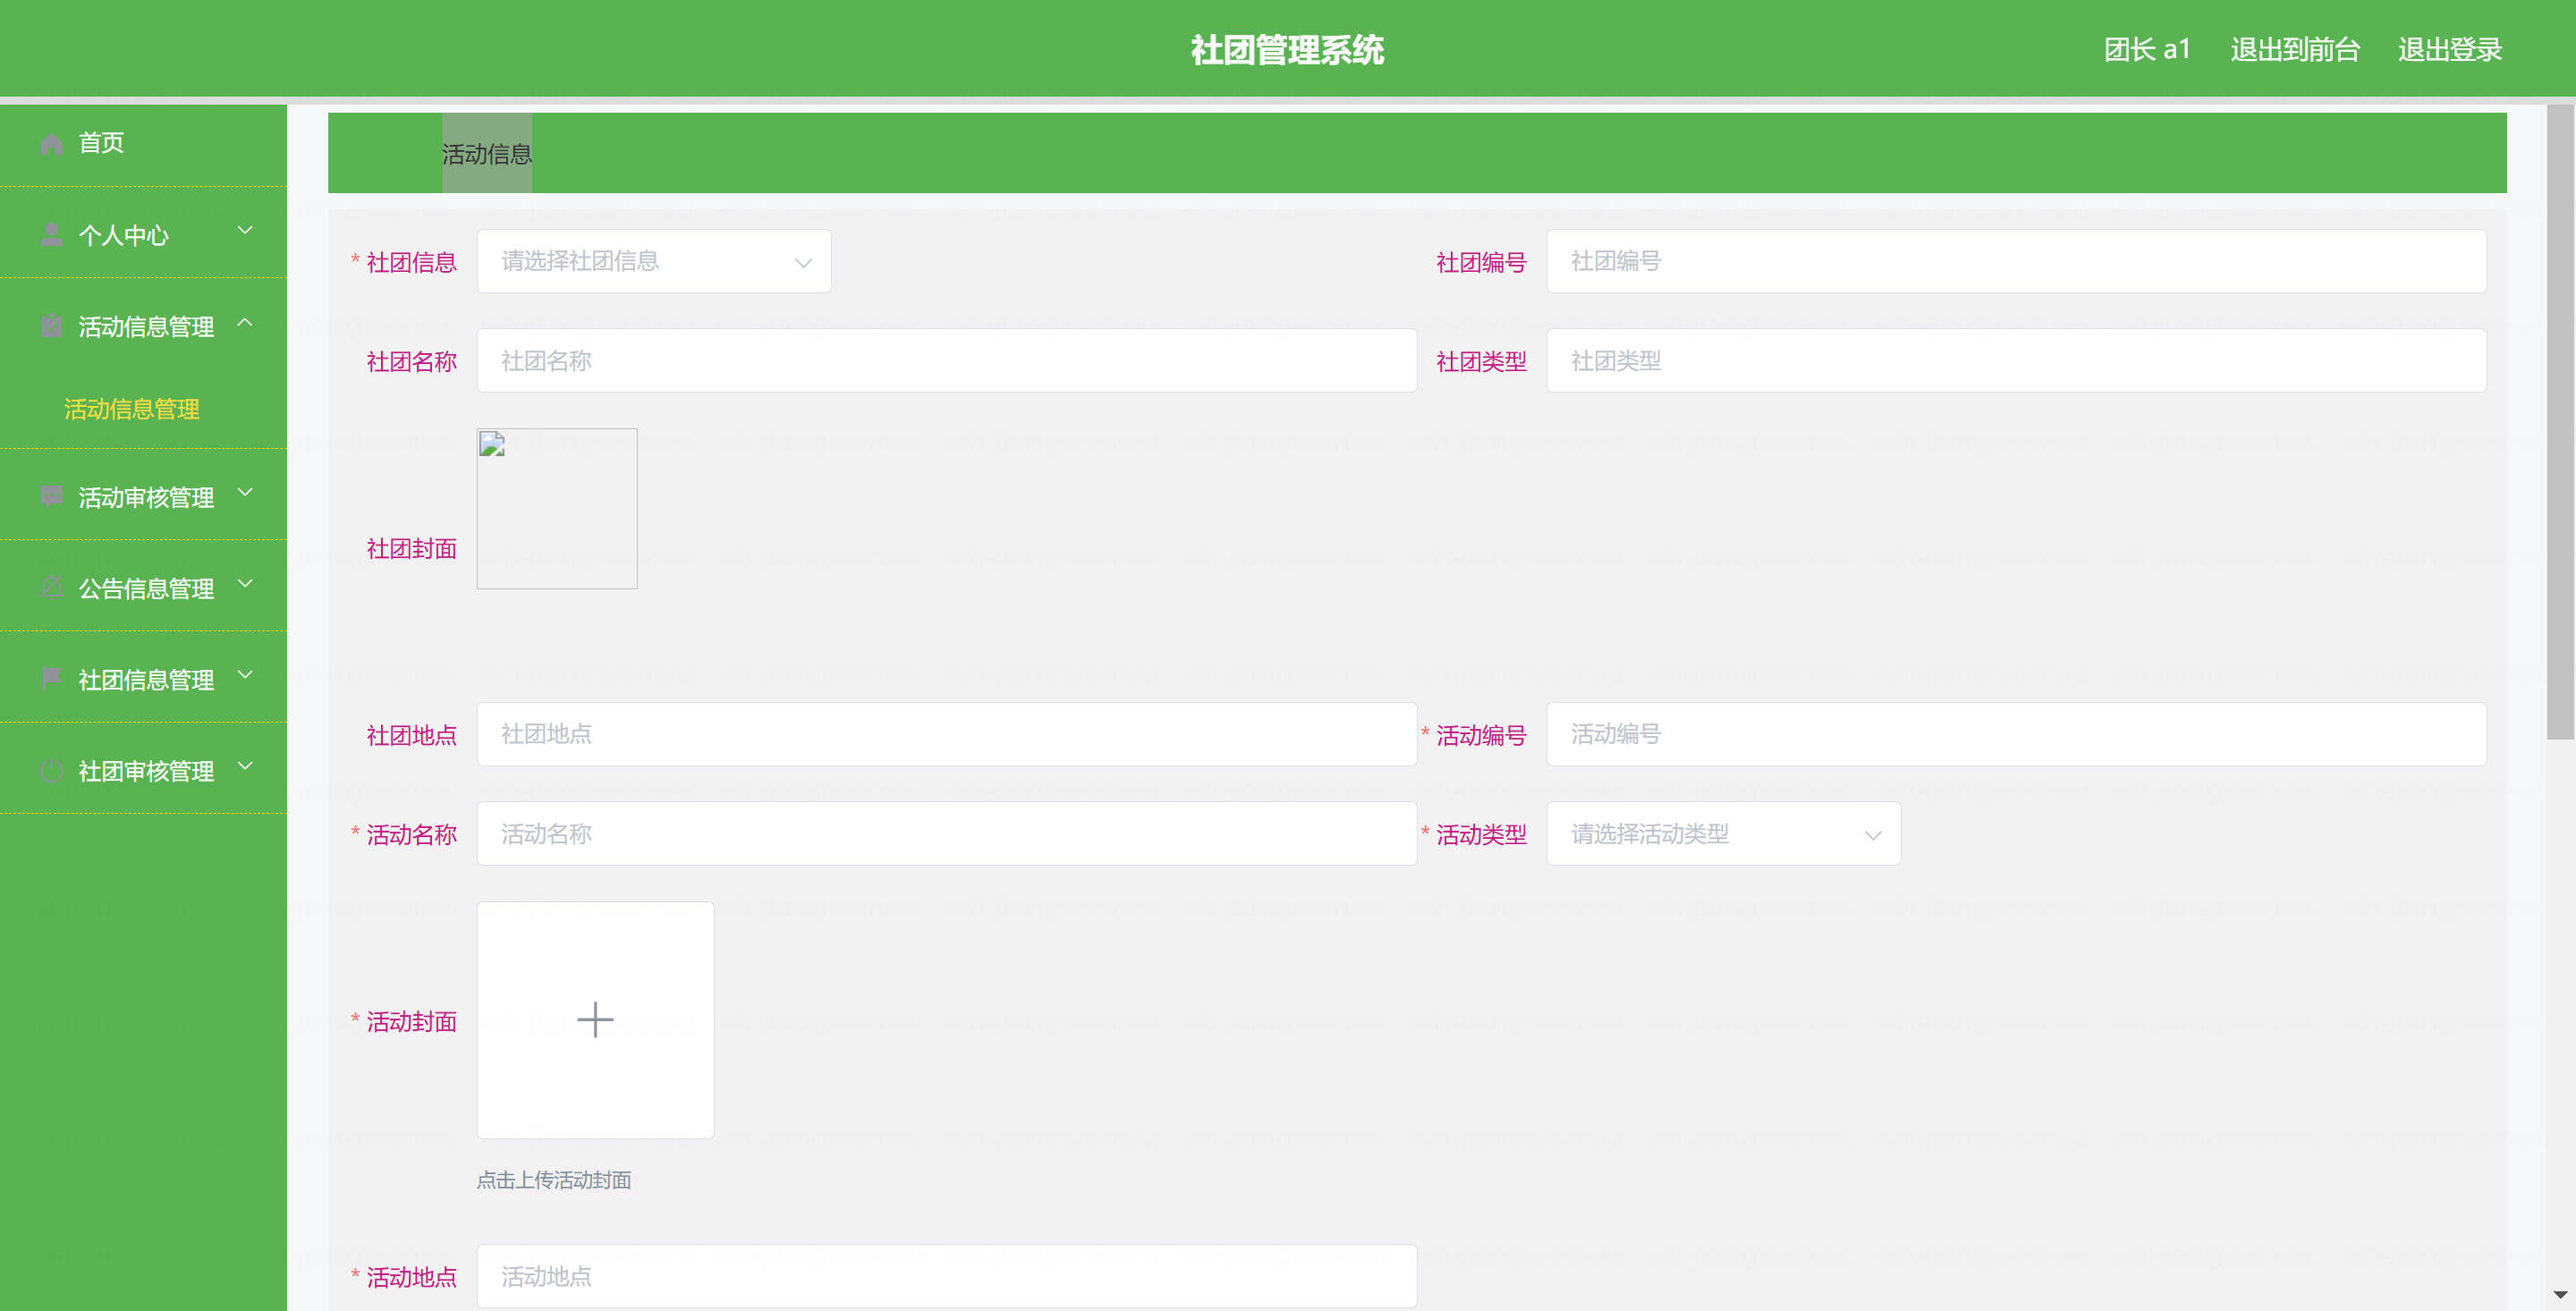 社团管理系统
团长 a1
退出到前台
退出登录
首页
个人中心
活动信息管理
活动信息管理
活动审核管理
公告信息管理
社团信息管理
社团审核管理
活动信息
* 社团信息 请选择社团信息
社团编号 社团编号
社团名称 社团名称
社团类型 社团类型
社团封面
社团地点 社团地点
* 活动编号 活动编号
* 活动名称 活动名称
* 活动类型 请选择活动类型
* 活动封面
点击上传活动封面
* 活动地点 活动地点